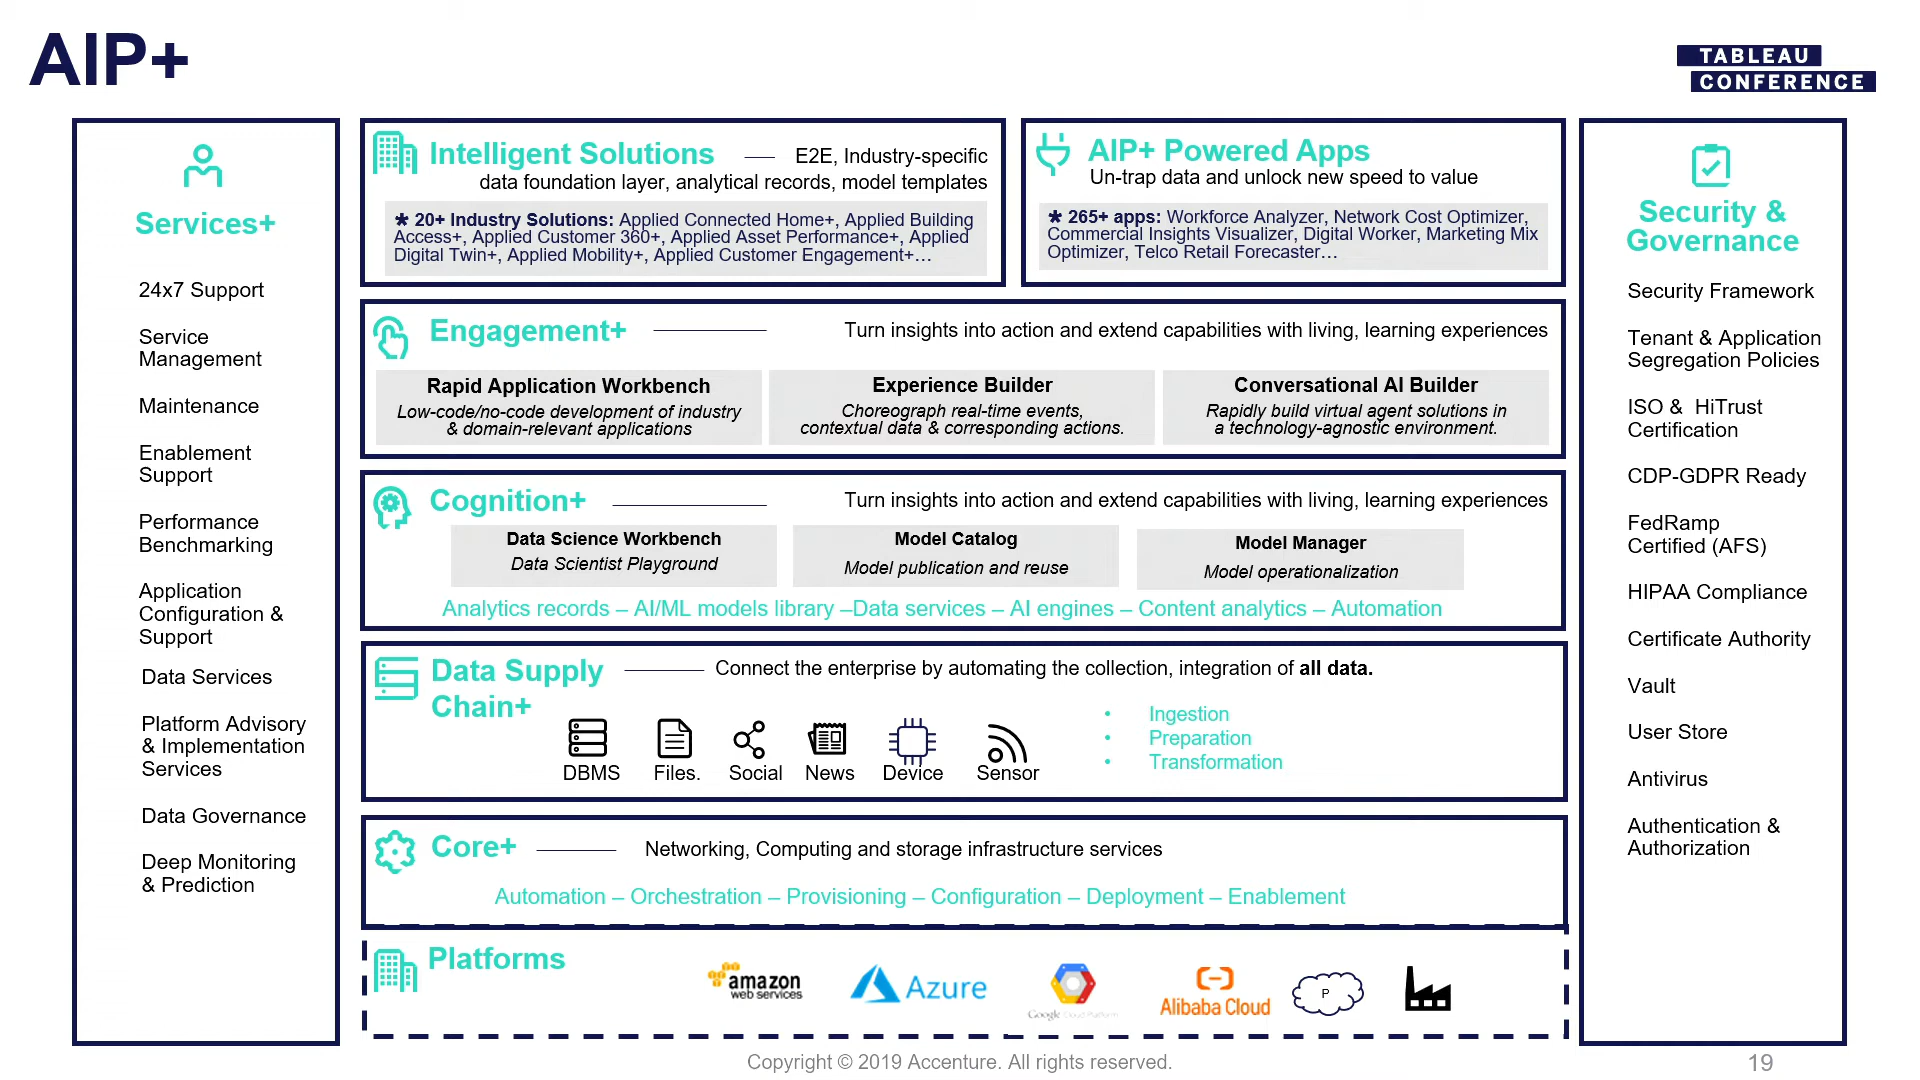 AIP+
TABLEAU
CONFERENCE
Services+
24x7 Support
Service
Management
Maintenance
Enablement
Support
Performance
Benchmarking
Application
Configuration &
Support
Data Services
Platform Advisory
& Implementation
Services
Data Governance
Deep Monitoring
& Prediction
Intelligent Solutions
E2E, Industry-specific
data foundation layer, analytical records, model templates
* 20+ Industry Solutions: Applied Connected Home+, Applied Building
Access+, Applied Customer 360+, Applied Asset Performance+, Applied
Digital Twin+, Applied Mobility+, Applied Customer Engagement+…
AIP+ Powered Apps
Un-trap data and unlock new speed to value
* 265+ apps: Workforce Analyzer, Network Cost Optimizer,
Commercial Insights Visualizer, Digital Worker, Marketing Mix
Optimizer, Telco Retail Forecaster…
Engagement+
Turn insights into action and extend capabilities with living, learning experiences
Rapid Application Workbench
Low-code/no-code development of industry
& domain-relevant applications
Experience Builder
Choreograph real-time events,
contextual data & corresponding actions.
Conversational AI Builder
Rapidly build virtual agent solutions in
a technology-agnostic environment.
Cognition+
Turn insights into action and extend capabilities with living, learning experiences
Data Science Workbench
Data Scientist Playground
Model Catalog
Model publication and reuse
Model Manager
Model operationalization
Analytics records – AI/ML models library –Data services – AI engines – Content analytics – Automation
Data Supply
Chain+
Connect the enterprise by automating the collection, integration of all data.
DBMS
Files.
Social
News
Device
Sensor
• Ingestion
• Preparation
• Transformation
Core+
Networking, Computing and storage infrastructure services
Automation – Orchestration – Provisioning – Configuration – Deployment – Enablement
Platforms
amazon
web services
Azure
Google Cloud Platform
Alibaba Cloud
P
Security &
Governance
Security Framework
Tenant & Application
Segregation Policies
ISO & HiTrust
Certification
CDP-GDPR Ready
FedRamp
Certified (AFS)
HIPAA Compliance
Certificate Authority
Vault
User Store
Antivirus
Authentication &
Authorization
Copyright © 2019 Accenture. All rights reserved.
19